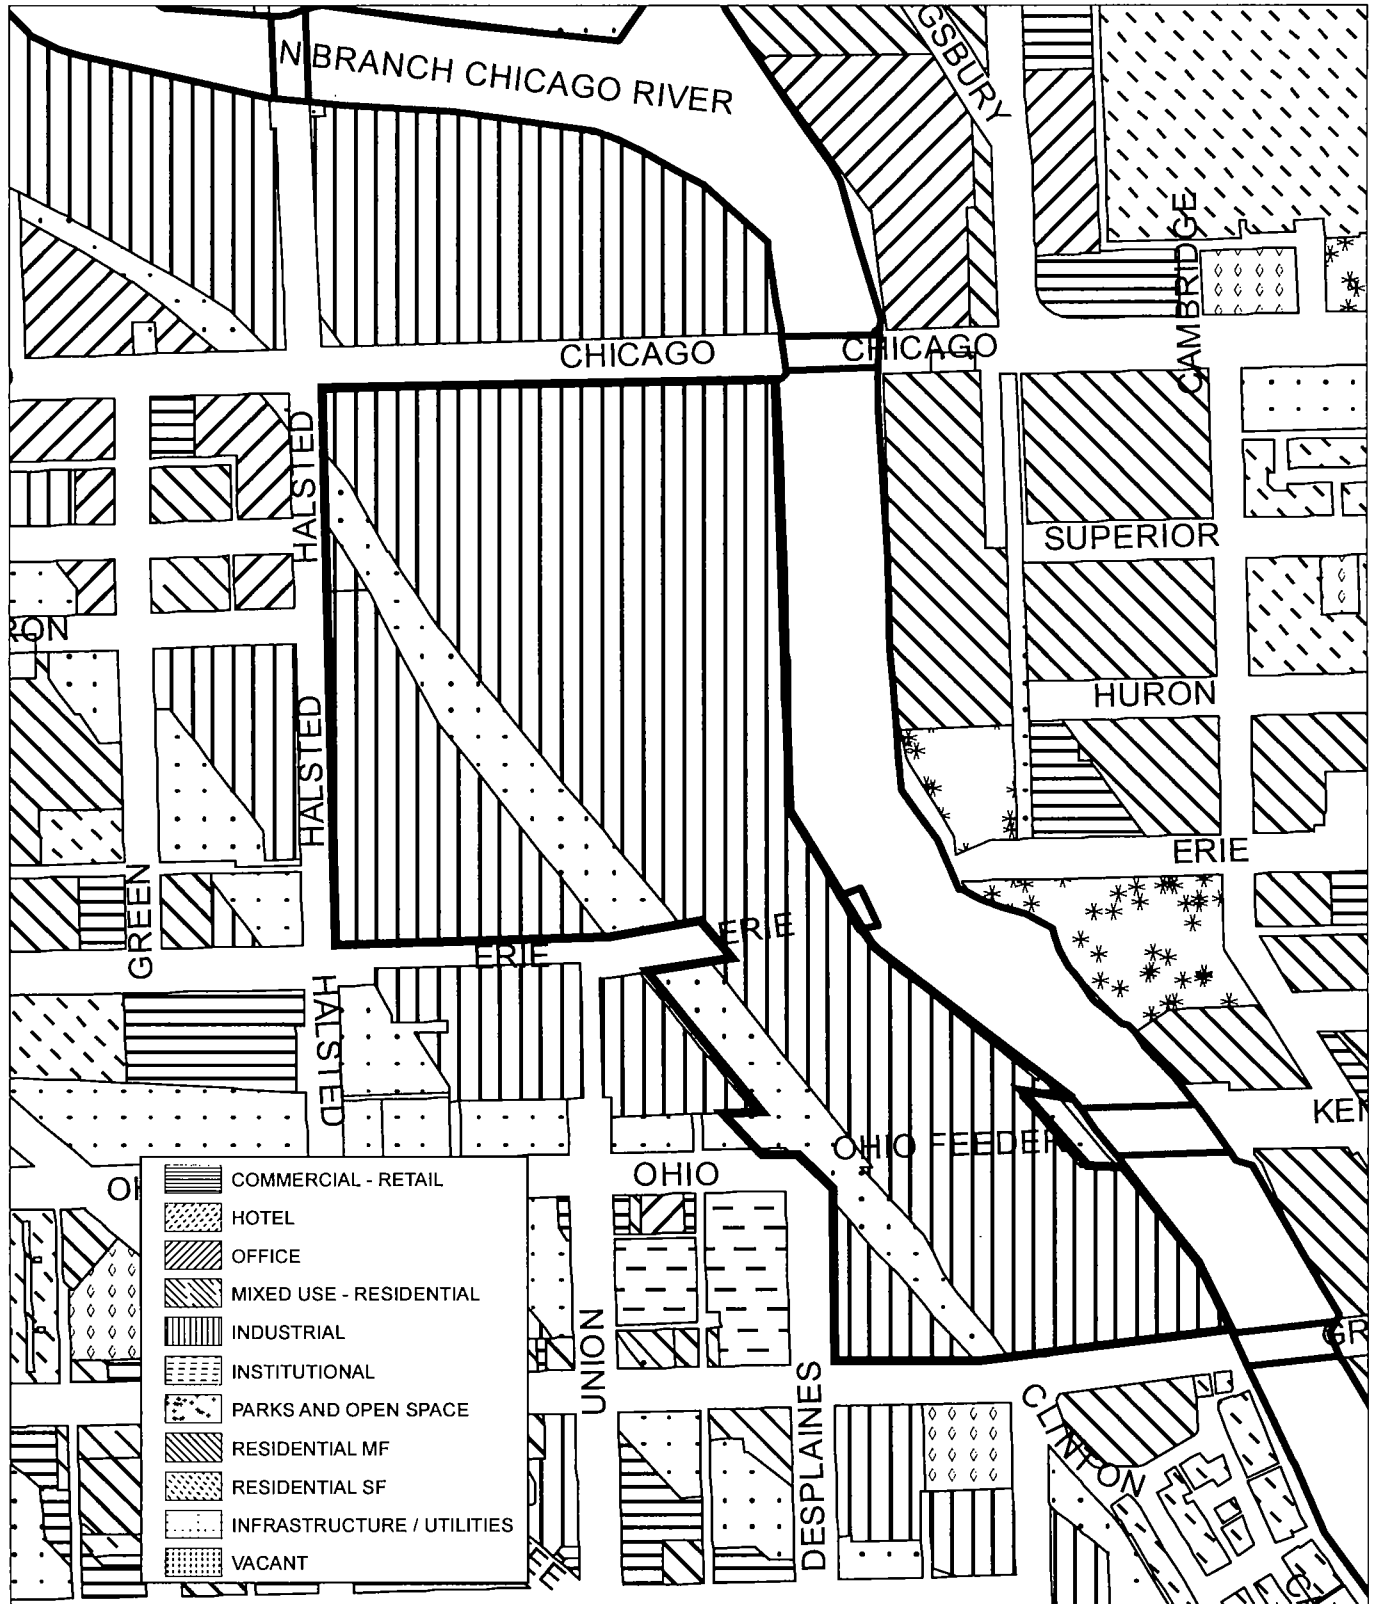 GSBURY
N BRANCH CHICAGO RIVER
CAMBRIDGE
CHICAGO
CHICAGO
HALSTED
SUPERIOR
RON
HURON
HALSTED
ERIE
GREEN
ERIE
ERIE
HALSTED
KEN
OHIO FEEDER
OHIO
UNION
GR
DESPLAINES
CLINTON
COMMERCIAL - RETAIL
HOTEL
OFFICE
MIXED USE - RESIDENTIAL
INDUSTRIAL
INSTITUTIONAL
PARKS AND OPEN SPACE
RESIDENTIAL MF
RESIDENTIAL SF
INFRASTRUCTURE / UTILITIES
VACANT